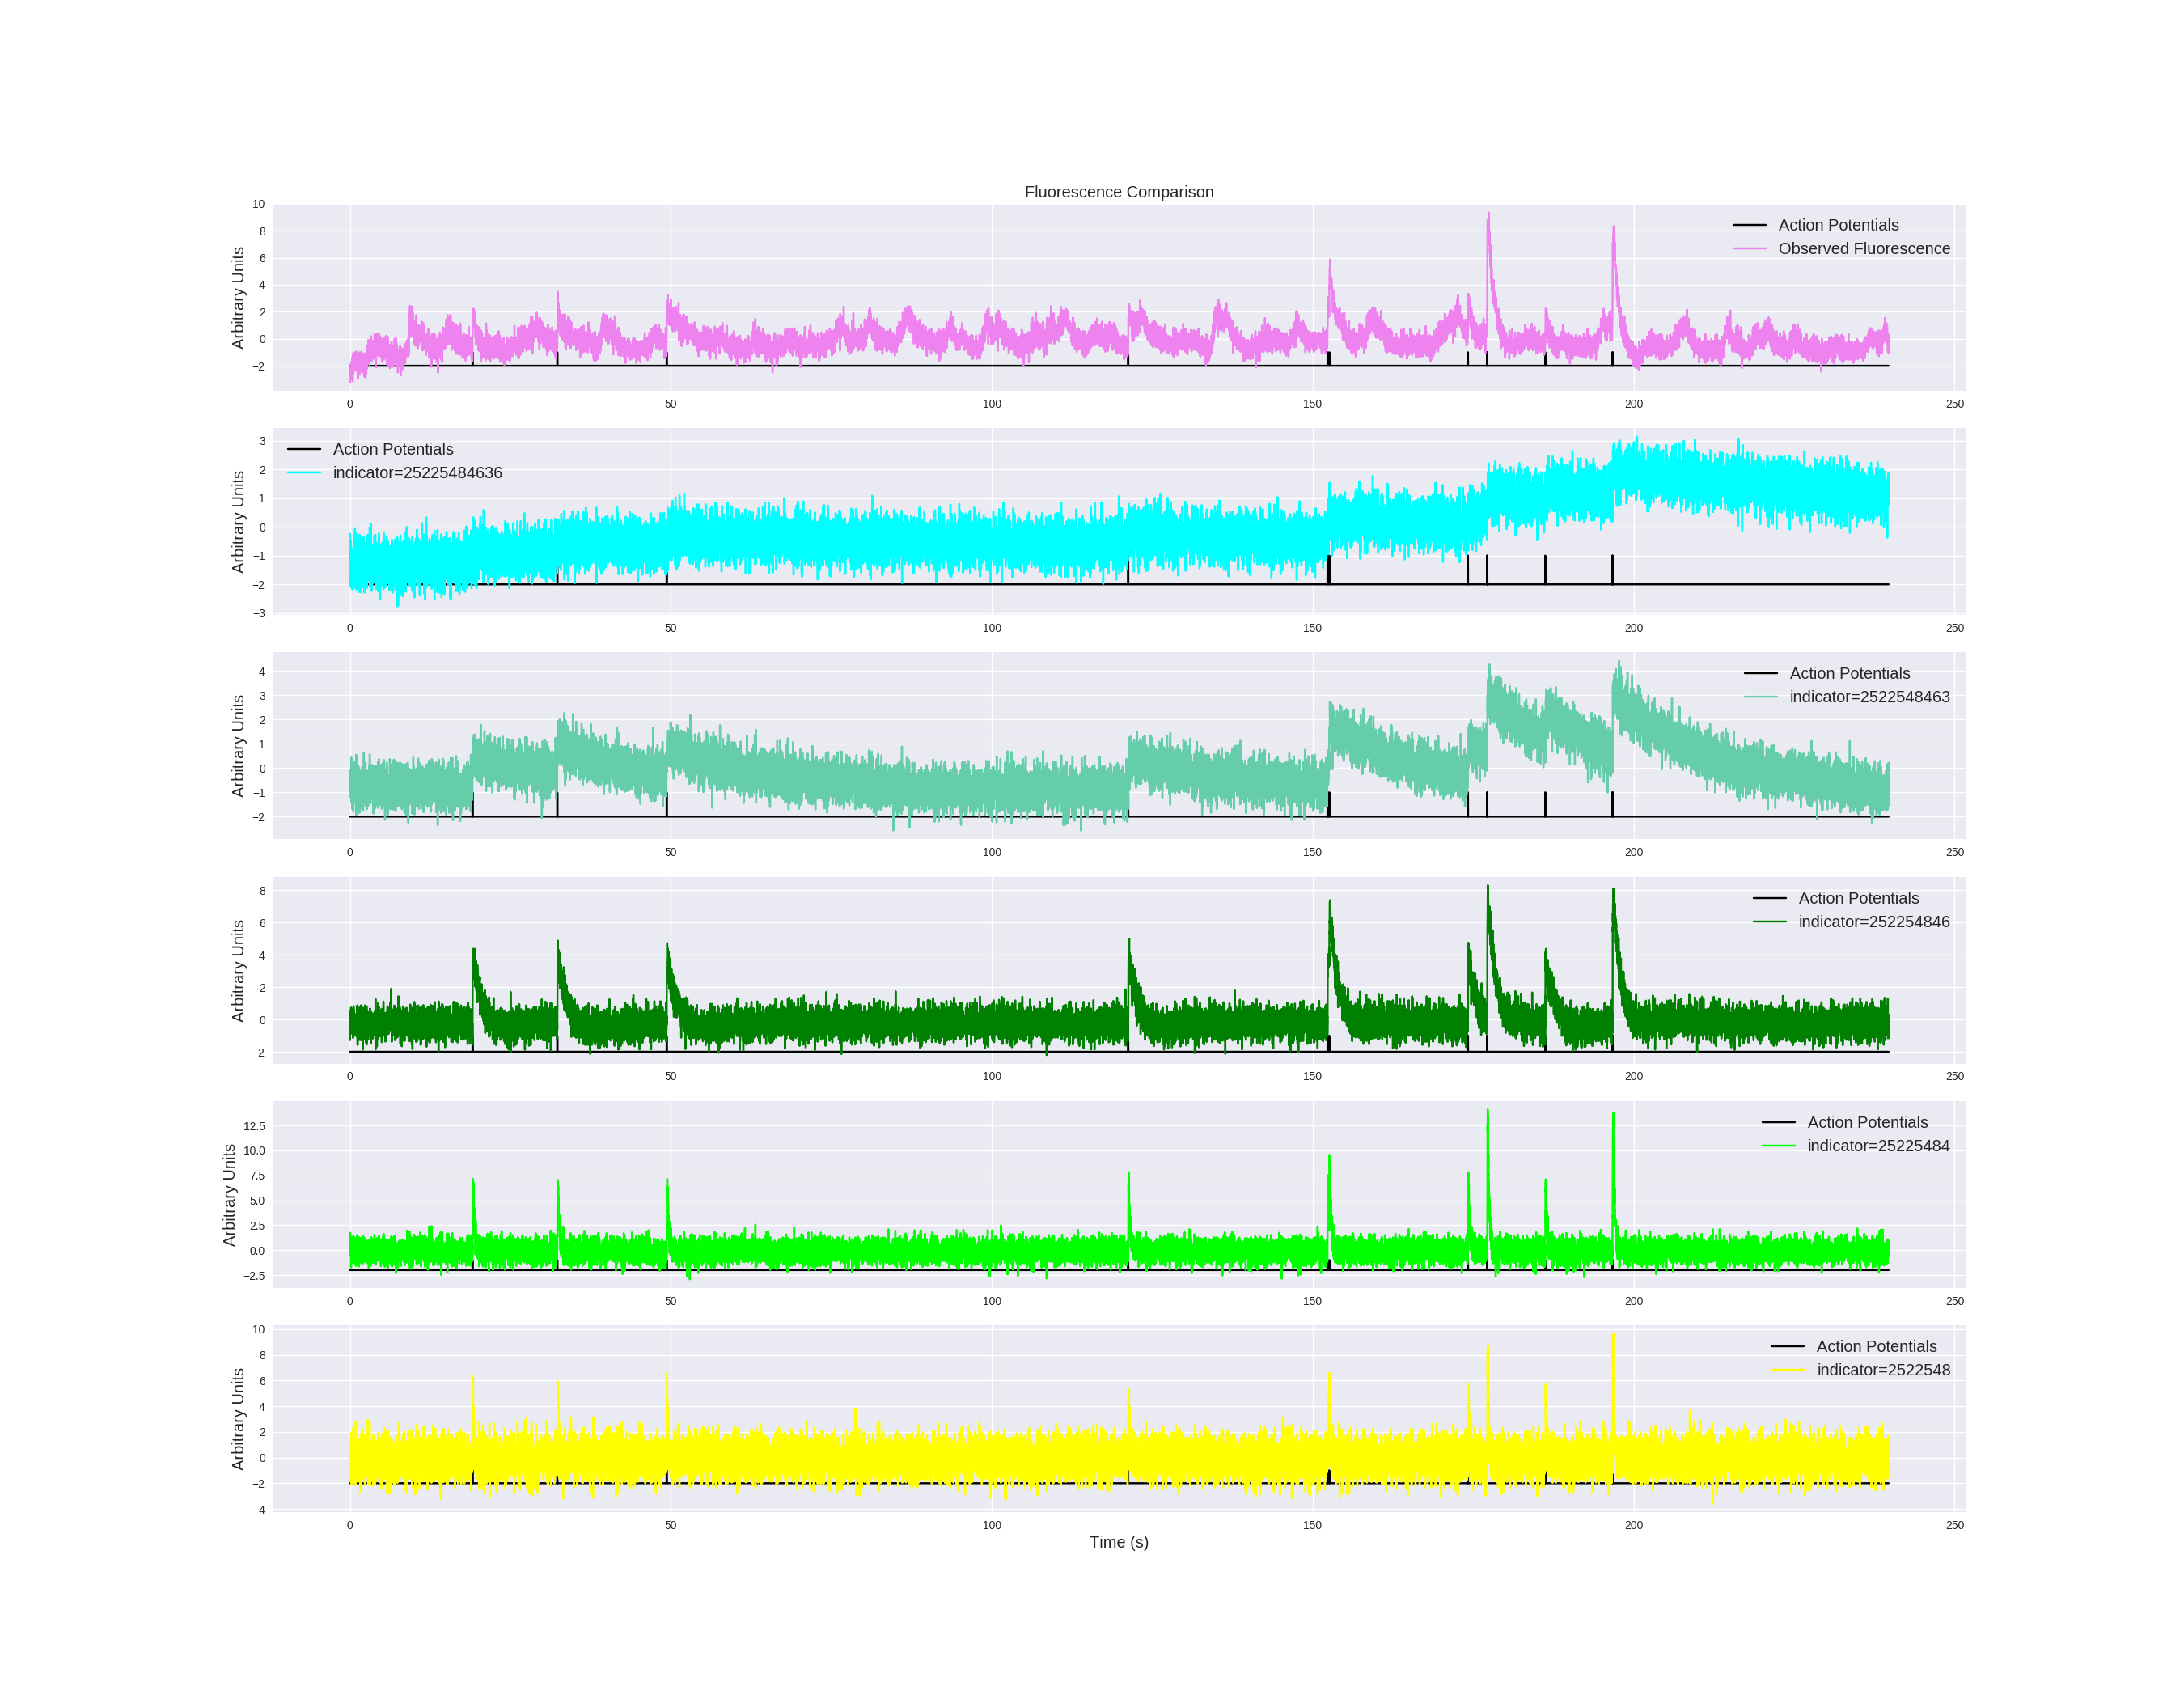 Fluorescence Comparison
10
8
6
4
2
0
−2
Arbitrary Units
Action Potentials
Observed Fluorescence
0 50 100 150 200 250
3
2
1
0
−1
−2
−3
Arbitrary Units
Action Potentials
indicator=25225484636
0 50 100 150 200 250
4
3
2
1
0
−1
−2
Arbitrary Units
Action Potentials
indicator=2522548463
0 50 100 150 200 250
8
6
4
2
0
−2
Arbitrary Units
Action Potentials
indicator=252254846
0 50 100 150 200 250
12.5
10.0
7.5
5.0
2.5
0.0
−2.5
Arbitrary Units
Action Potentials
indicator=25225484
0 50 100 150 200 250
10
8
6
4
2
0
−2
−4
Arbitrary Units
Action Potentials
indicator=2522548
0 50 100 150 200 250
Time (s)